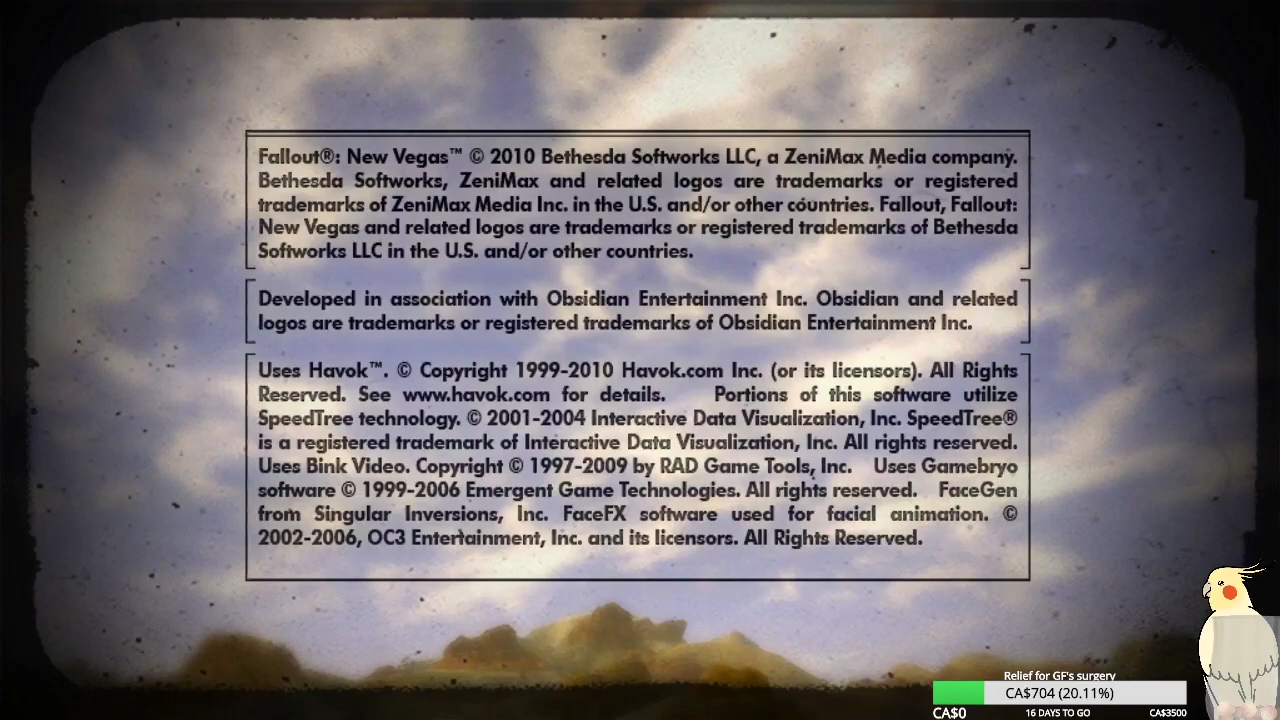 Fallout®: New Vegas™ © 2010 Bethesda Softworks LLC, a ZeniMax Media company.
Bethesda Softworks, ZeniMax and related logos are trademarks or registered
trademarks of ZeniMax Media Inc. in the U.S. and/or other countries. Fallout, Fallout:
New Vegas and related logos are trademarks or registered trademarks of Bethesda
Softworks LLC in the U.S. and/or other countries.
Developed in association with Obsidian Entertainment Inc. Obsidian and related
logos are trademarks or registered trademarks of Obsidian Entertainment Inc.
Uses Havok™. © Copyright 1999-2010 Havok.com Inc. (or its licensors). All Rights
Reserved. See www.havok.com for details. Portions of this software utilize
SpeedTree technology. © 2001-2004 Interactive Data Visualization, Inc. SpeedTree®
is a registered trademark of Interactive Data Visualization, Inc. All rights reserved.
Uses Bink Video. Copyright © 1997-2009 by RAD Game Tools, Inc. Uses Gamebryo
software © 1999-2006 Emergent Game Technologies. All rights reserved. FaceGen
from Singular Inversions, Inc. FaceFX software used for facial animation. ©
2002-2006, OC3 Entertainment, Inc. and its licensors. All Rights Reserved.
Relief for GF's surgery
CA$704 (20.11%)
CA$0 16 DAYS TO GO CA$3500